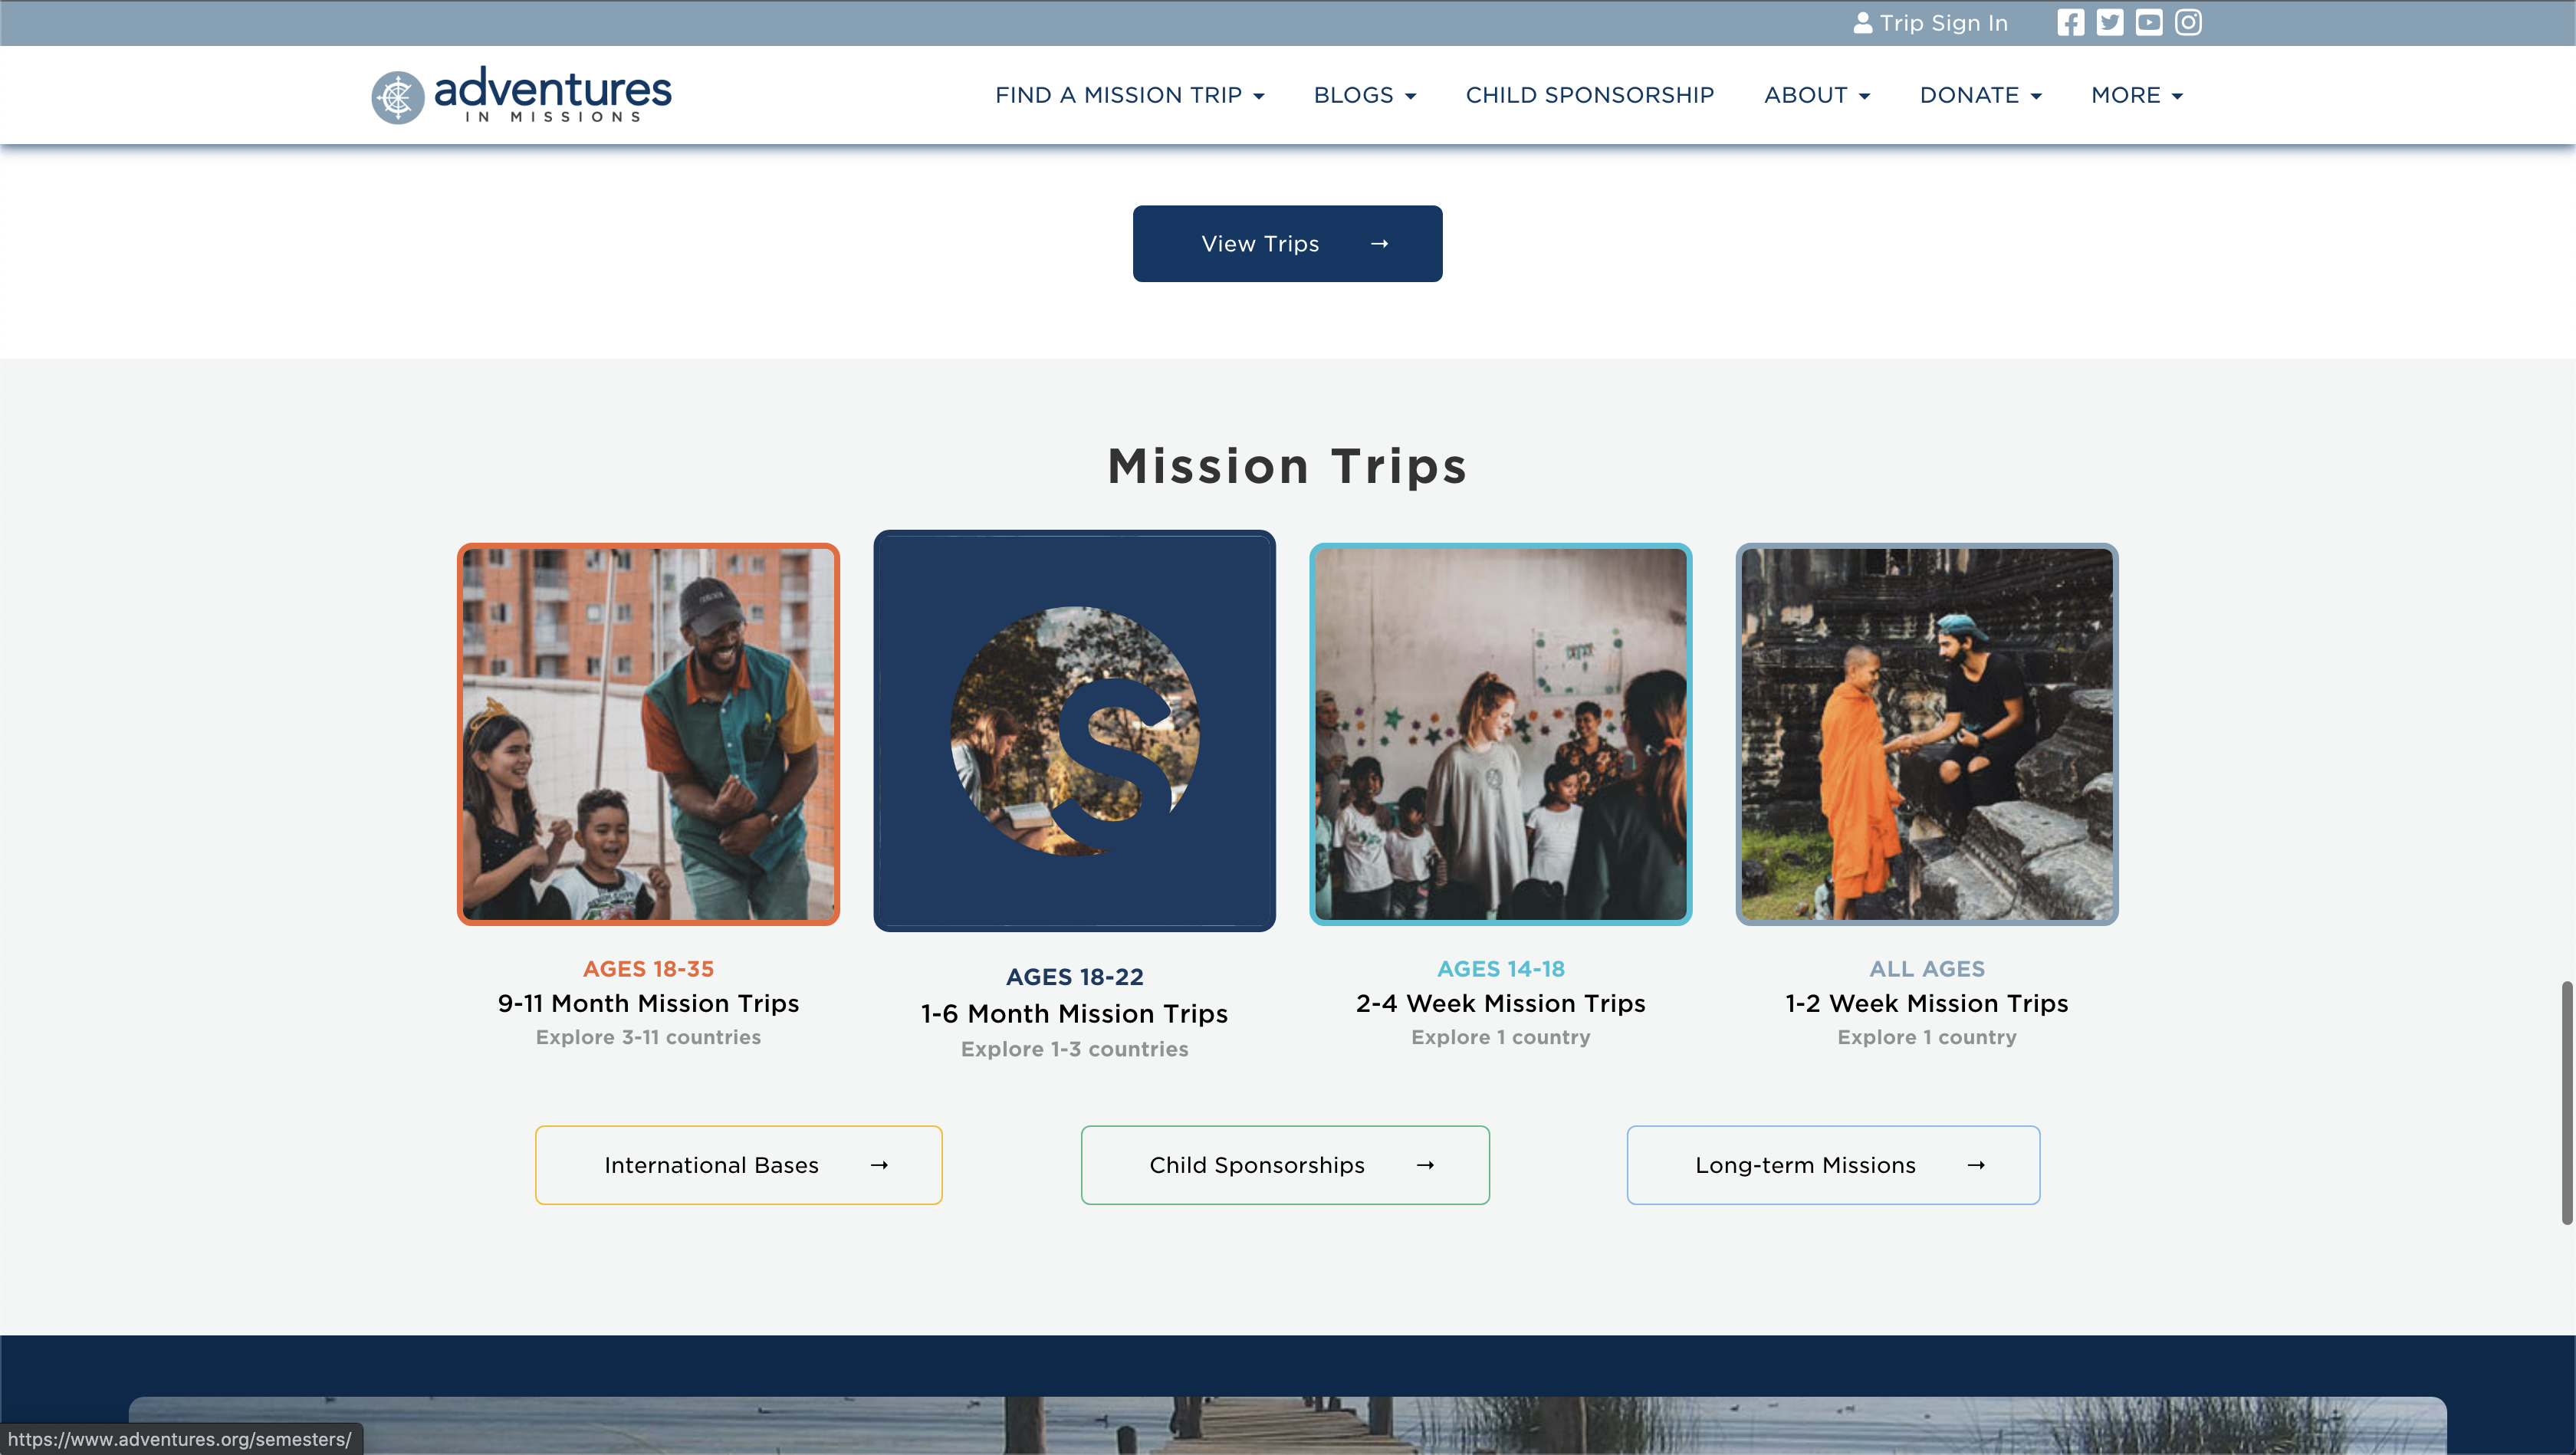 Trip Sign In
adventures
IN MISSIONS
FIND A MISSION TRIP
BLOGS
CHILD SPONSORSHIP
ABOUT
DONATE
MORE
View Trips →
Mission Trips
S
AGES 18-35
9-11 Month Mission Trips
Explore 3-11 countries
AGES 18-22
1-6 Month Mission Trips
Explore 1-3 countries
AGES 14-18
2-4 Week Mission Trips
Explore 1 country
ALL AGES
1-2 Week Mission Trips
Explore 1 country
International Bases →
Child Sponsorships →
Long-term Missions →
https://www.adventures.org/semesters/